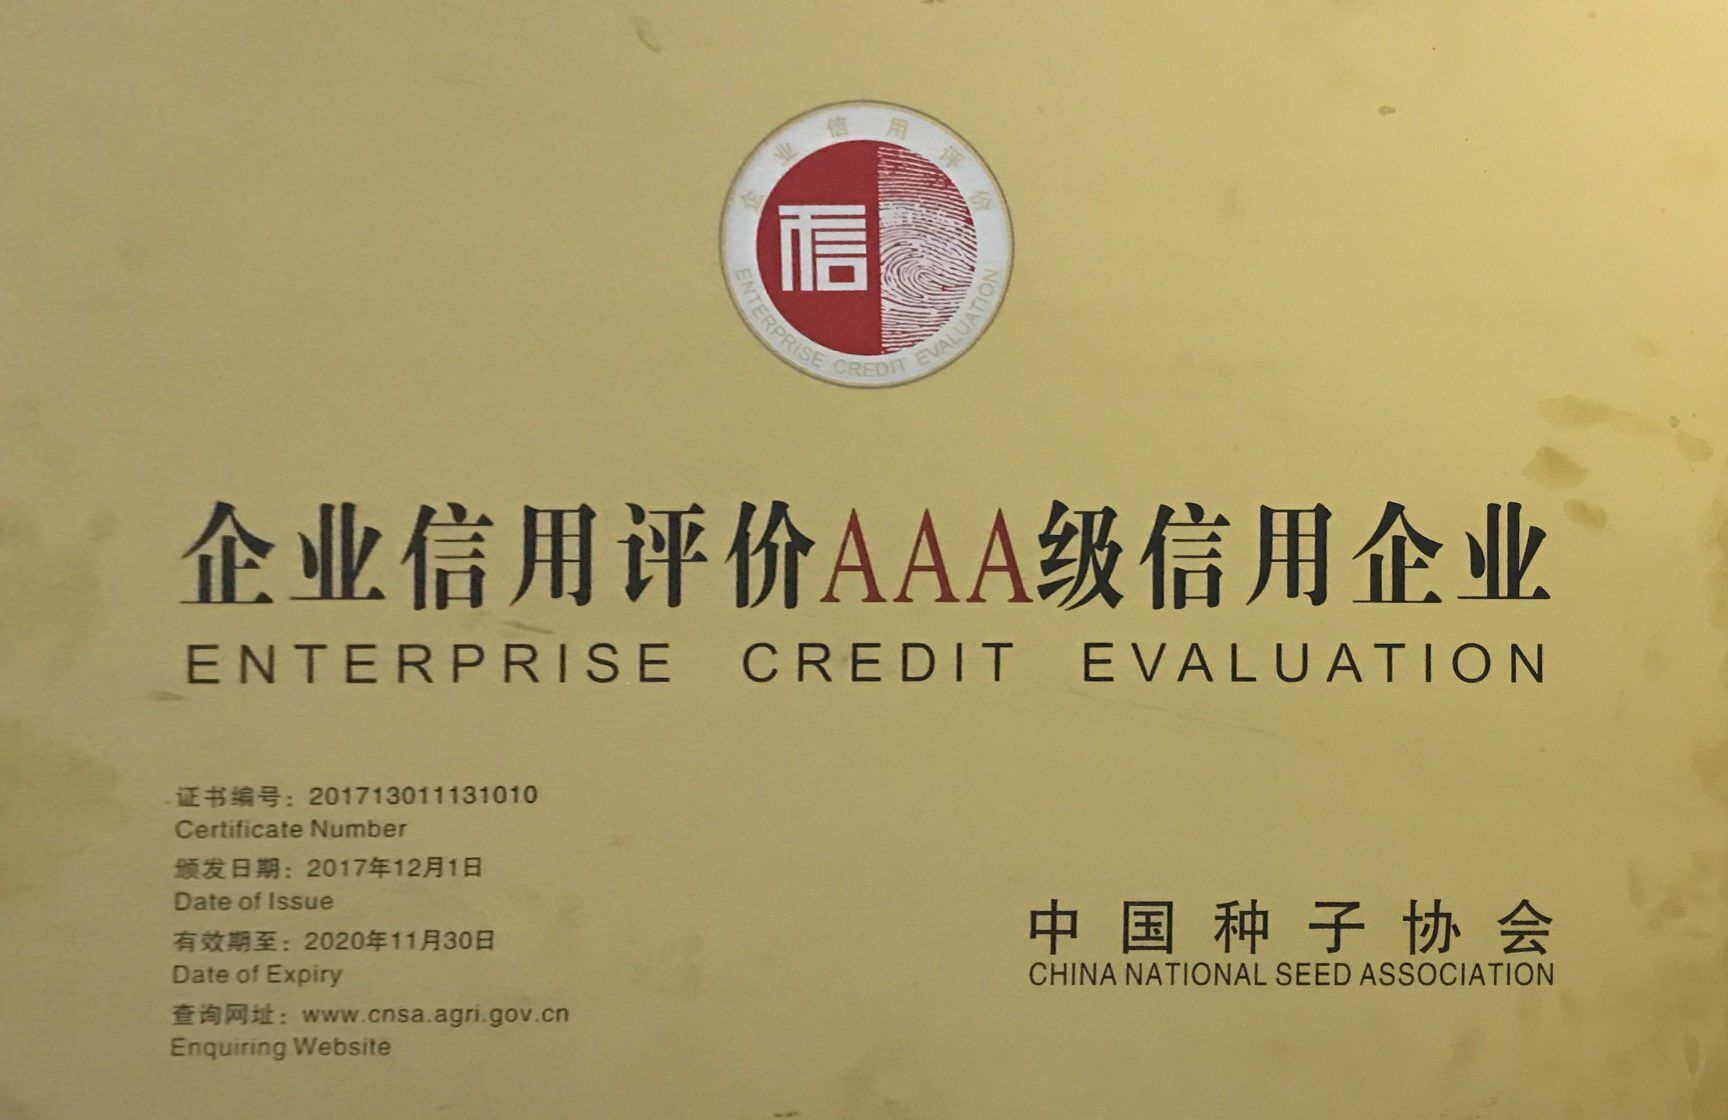 企业信用评价
信
ENTERPRISE CREDIT EVALUATION
企业信用评价AAA级信用企业
ENTERPRISE CREDIT EVALUATION
证书编号：201713011131010
Certificate Number
颁发日期：2017年12月1日
Date of Issue
有效期至：2020年11月30日
Date of Expiry
查询网址：www.cnsa.agri.gov.cn
Enquiring Website
中国种子协会
CHINA NATIONAL SEED ASSOCIATION